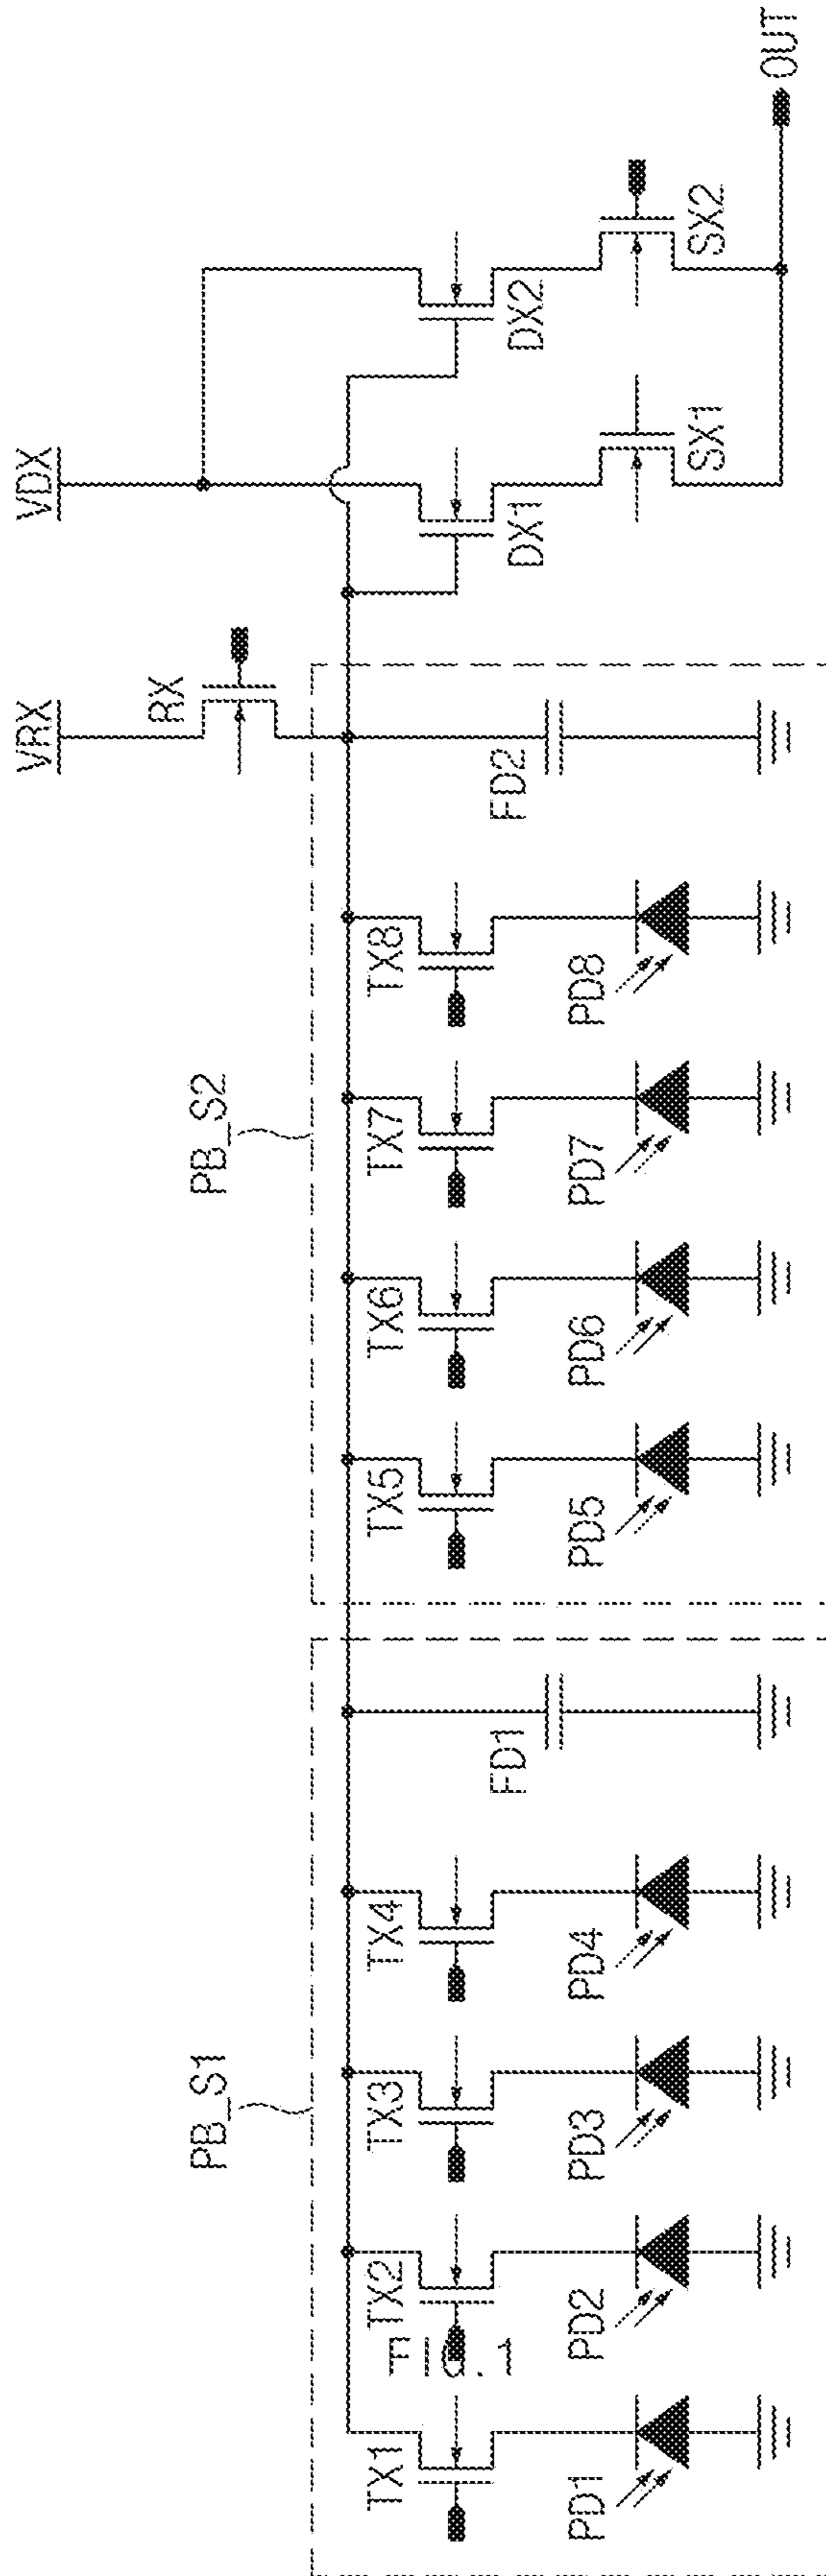 VRX
VDX
RX
PB_S1
PB_S2
TX1
TX2
TX3
TX4
TX5
TX6
TX7
TX8
FD1
FD2
DX1
DX2
PD1
PD2
PD3
PD4
PD5
PD6
PD7
PD8
SX1
SX2
OUT
FIG.1